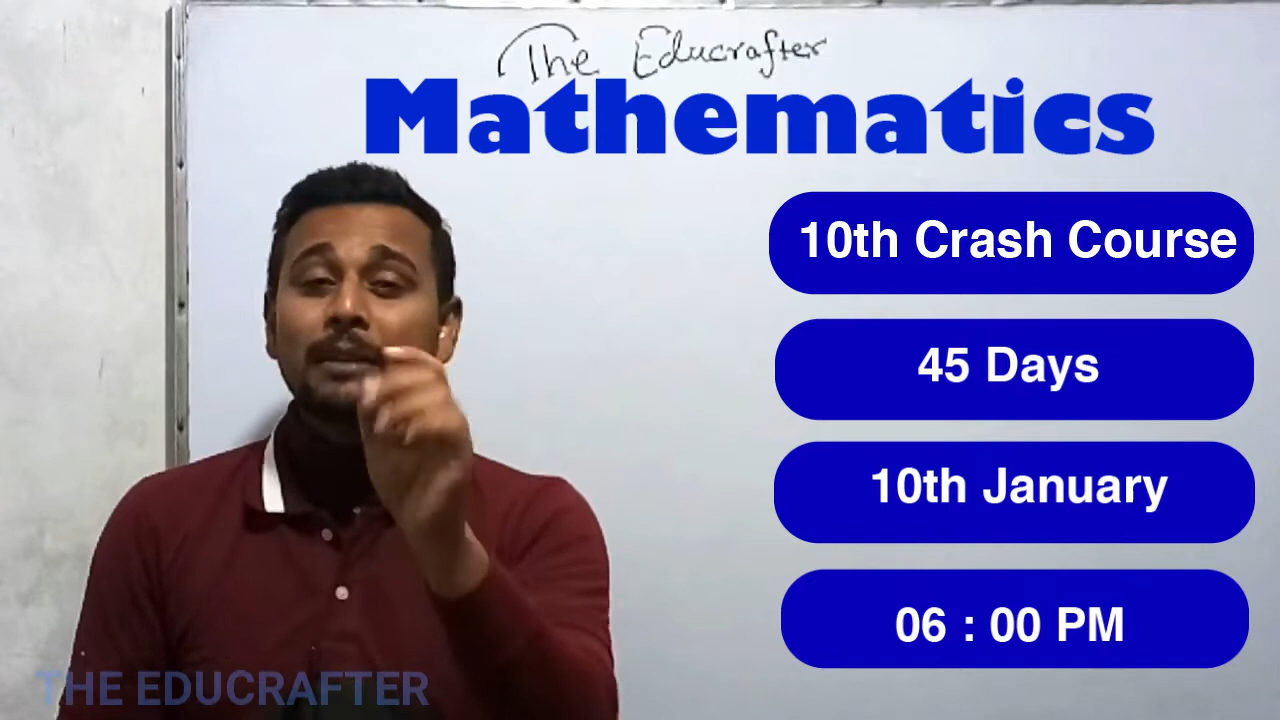 The Educrafter
Mathematics
10th Crash Course
45 Days
10th January
06 : 00 PM
THE EDUCRAFTER